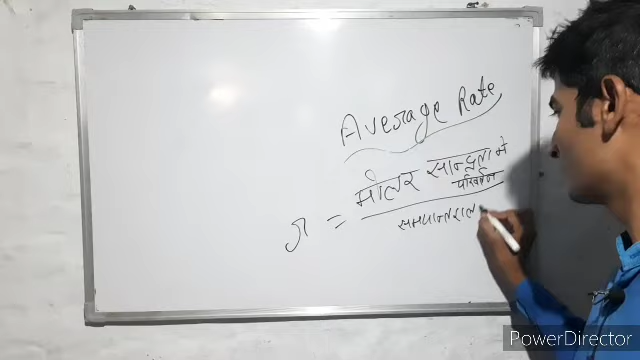 Average Rate
r = मोलर सान्द्रता मे
परिवर्तन
समयान्तराल
PowerDirector